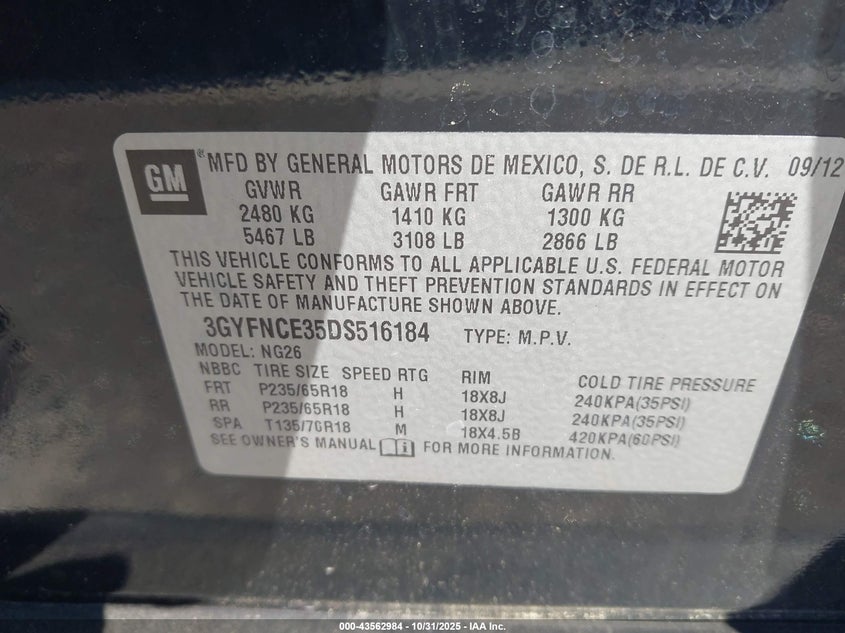 GM ® MFD BY GENERAL MOTORS DE MEXICO, S. DE R.L. DE C.V. 09/12
GVWR GAWR FRT GAWR RR
2480 KG 1410 KG 1300 KG
5467 LB 3108 LB 2866 LB
THIS VEHICLE CONFORMS TO ALL APPLICABLE U.S. FEDERAL MOTOR
VEHICLE SAFETY AND THEFT PREVENTION STANDARDS IN EFFECT ON
THE DATE OF MANUFACTURE SHOWN ABOVE.
3GYFNCE35DS516184 TYPE: M.P.V.
MODEL: NG26
NBBC TIRE SIZE SPEED RTG RIM COLD TIRE PRESSURE
FRT P235/65R18 H 18X8J 240KPA(35PSI)
RR P235/65R18 H 18X8J 240KPA(35PSI)
SPA T135/70R18 M 18X4.5B 420KPA(60PSI)
SEE OWNER'S MANUAL FOR MORE INFORMATION.
000-43562984 - 10/31/2025 - IAA Inc.